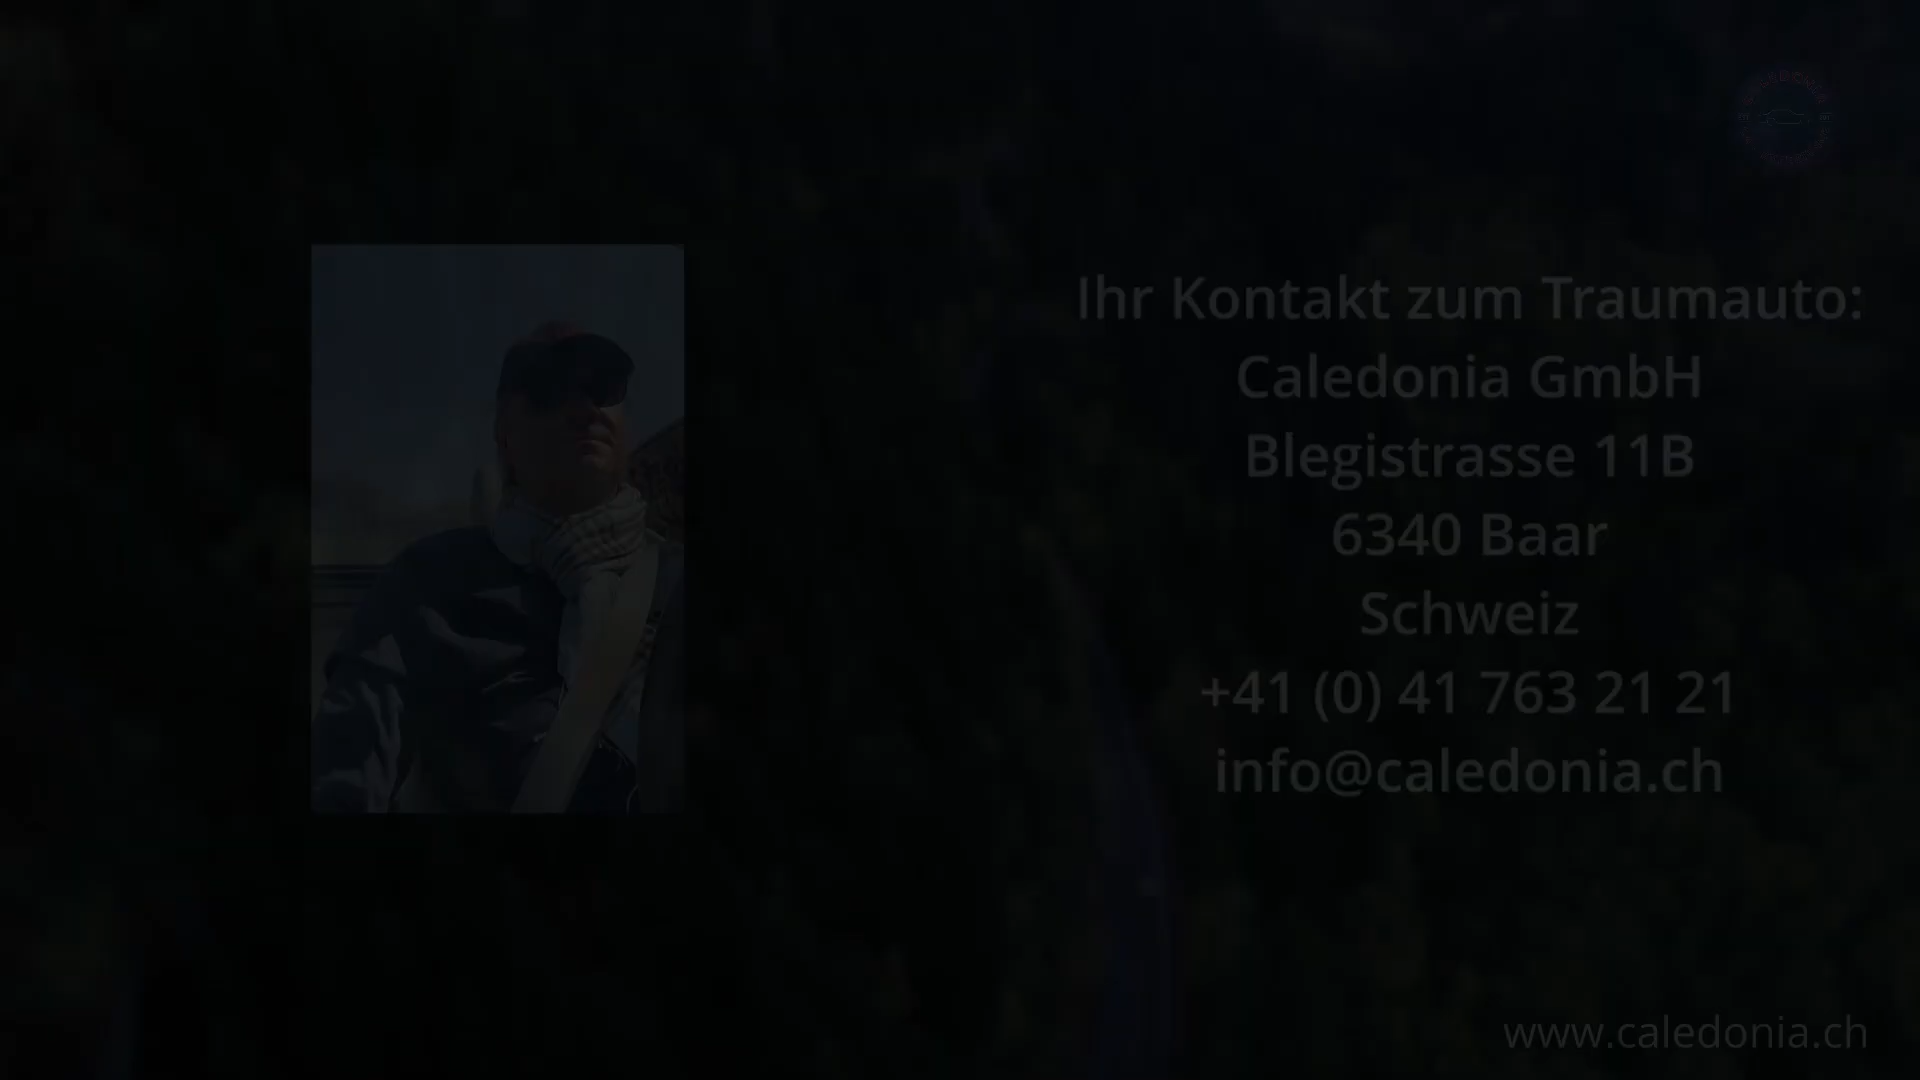 Ihr Kontakt zum Traumauto:
Caledonia GmbH
Blegistrasse 11B
6340 Baar
Schweiz
+41 (0) 41 763 21 21
info@caledonia.ch
www.caledonia.ch